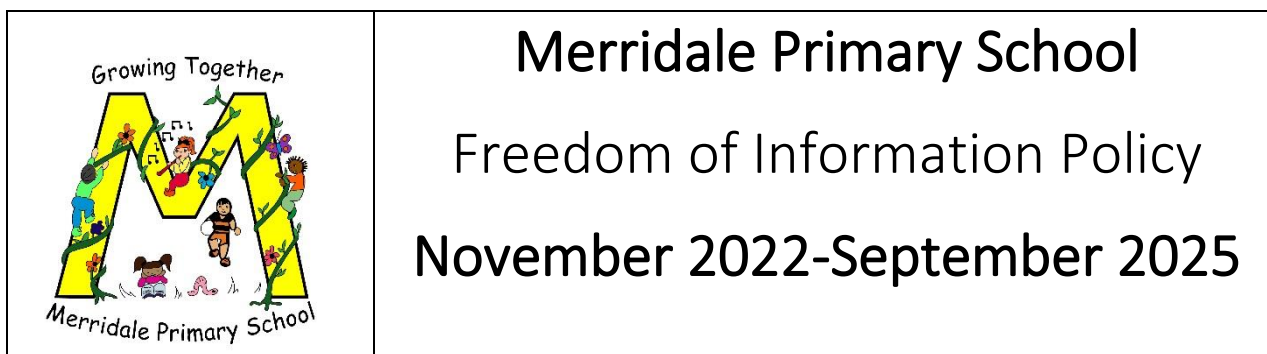 Growing Together
Merridale Primary School
Merridale Primary School
Freedom of Information Policy
November 2022-September 2025